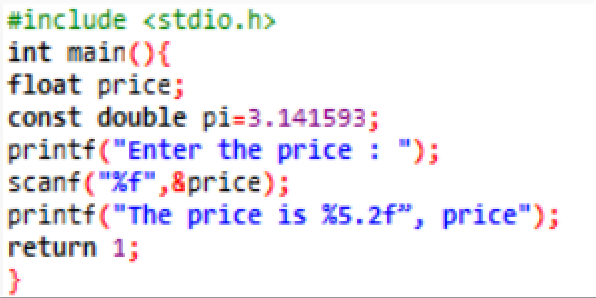 #include <stdio.h>
int main(){
float price;
const double pi=3.141593;
printf("Enter the price : ");
scanf("%f",&price);
printf("The price is %5.2f”, price");
return 1;
}